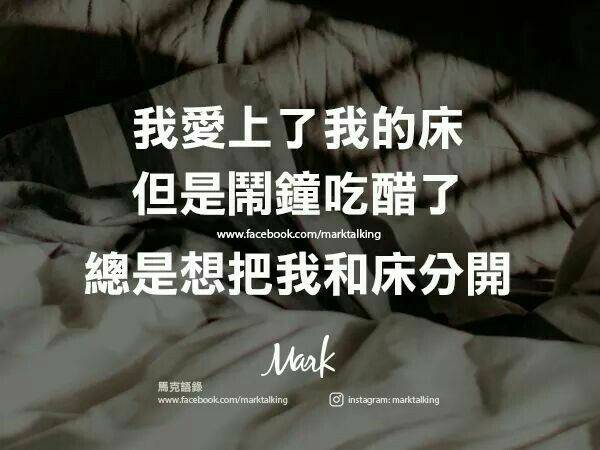 我愛上了我的床
但是鬧鐘吃醋了
www.facebook.com/marktalking
總是想把我和床分開
Mark
馬克語錄
www.facebook.com/marktalking
instagram: marktalking